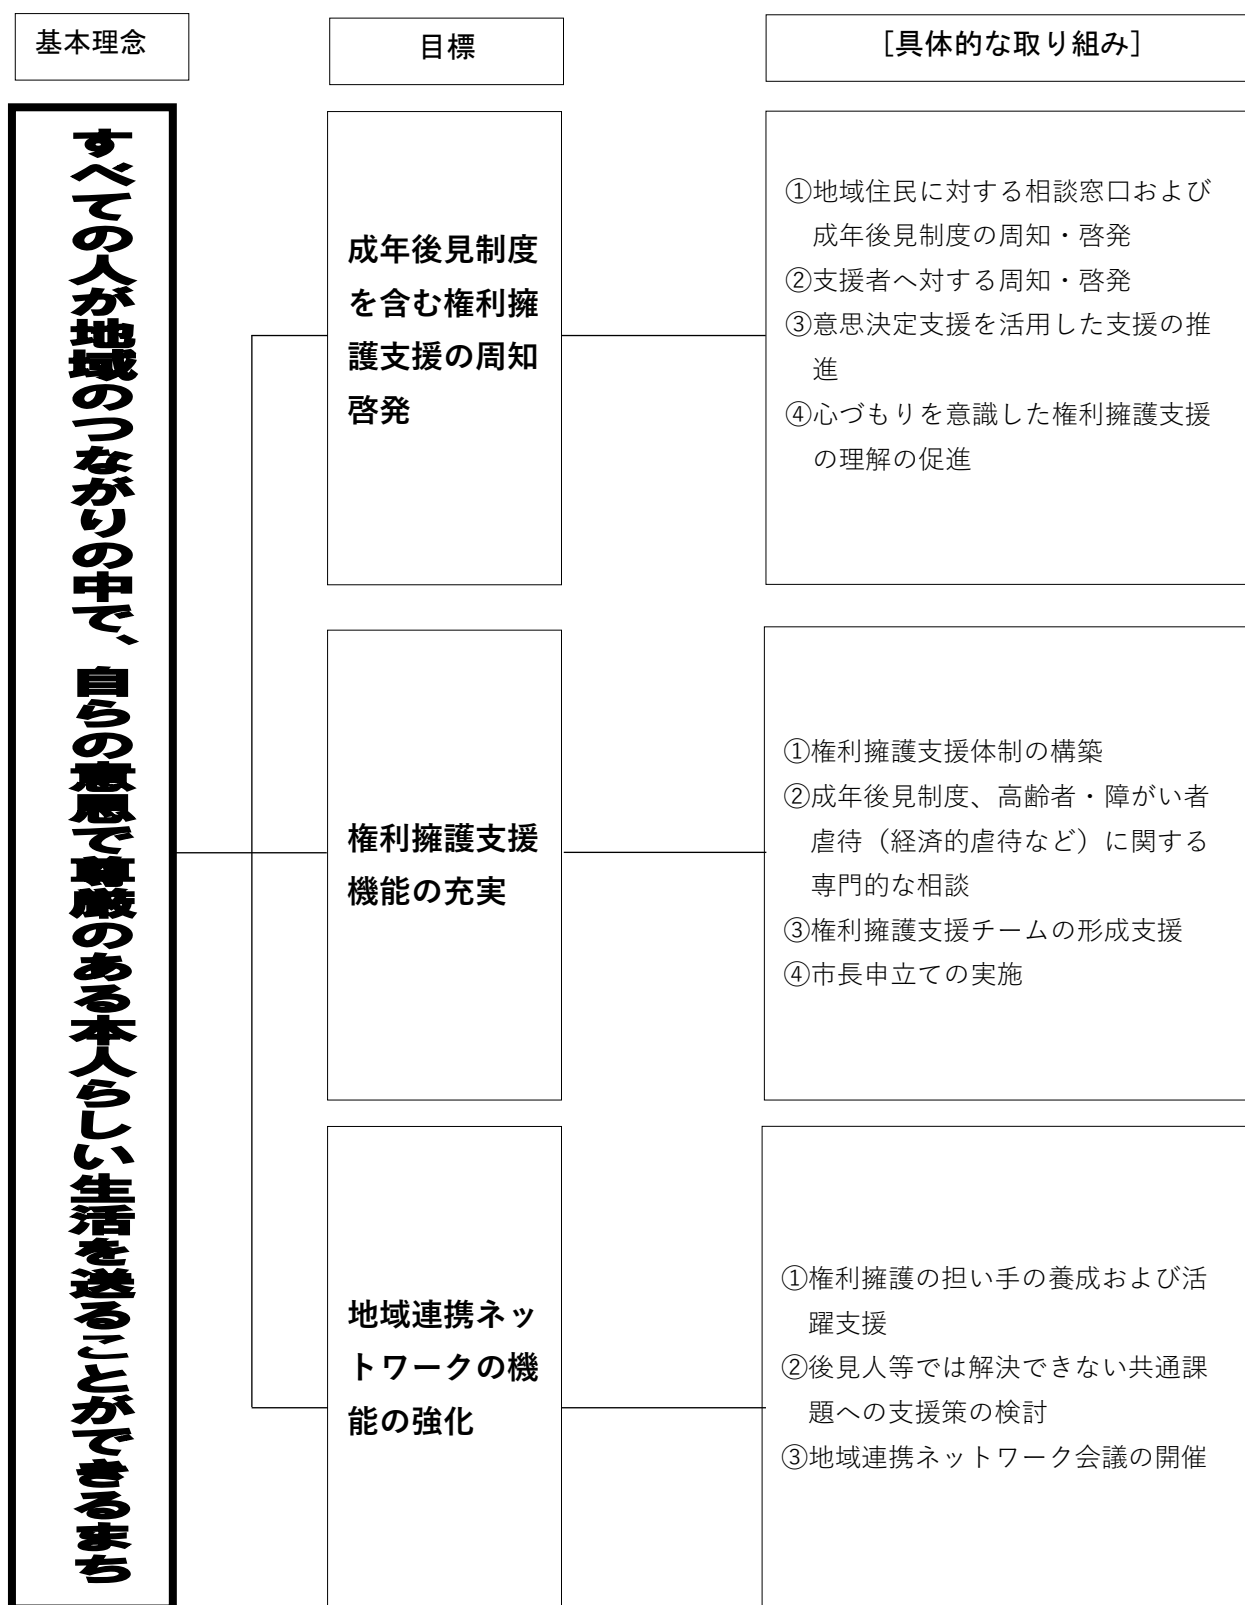 基本理念
目標
［具体的な取り組み］
すべての人が地域のつながりの中で、自らの意思で尊厳のある本人らしい生活を送ることができるまち
成年後見制度
を含む権利擁
護支援の周知
啓発
①地域住民に対する相談窓口および
成年後見制度の周知・啓発
②支援者へ対する周知・啓発
③意思決定支援を活用した支援の推
進
④心づもりを意識した権利擁護支援
の理解の促進
権利擁護支援
機能の充実
①権利擁護支援体制の構築
②成年後見制度、高齢者・障がい者
虐待（経済的虐待など）に関する
専門的な相談
③権利擁護支援チームの形成支援
④市長申立ての実施
地域連携ネッ
トワークの機
能の強化
①権利擁護の担い手の養成および活
躍支援
②後見人等では解決できない共通課
題への支援策の検討
③地域連携ネットワーク会議の開催